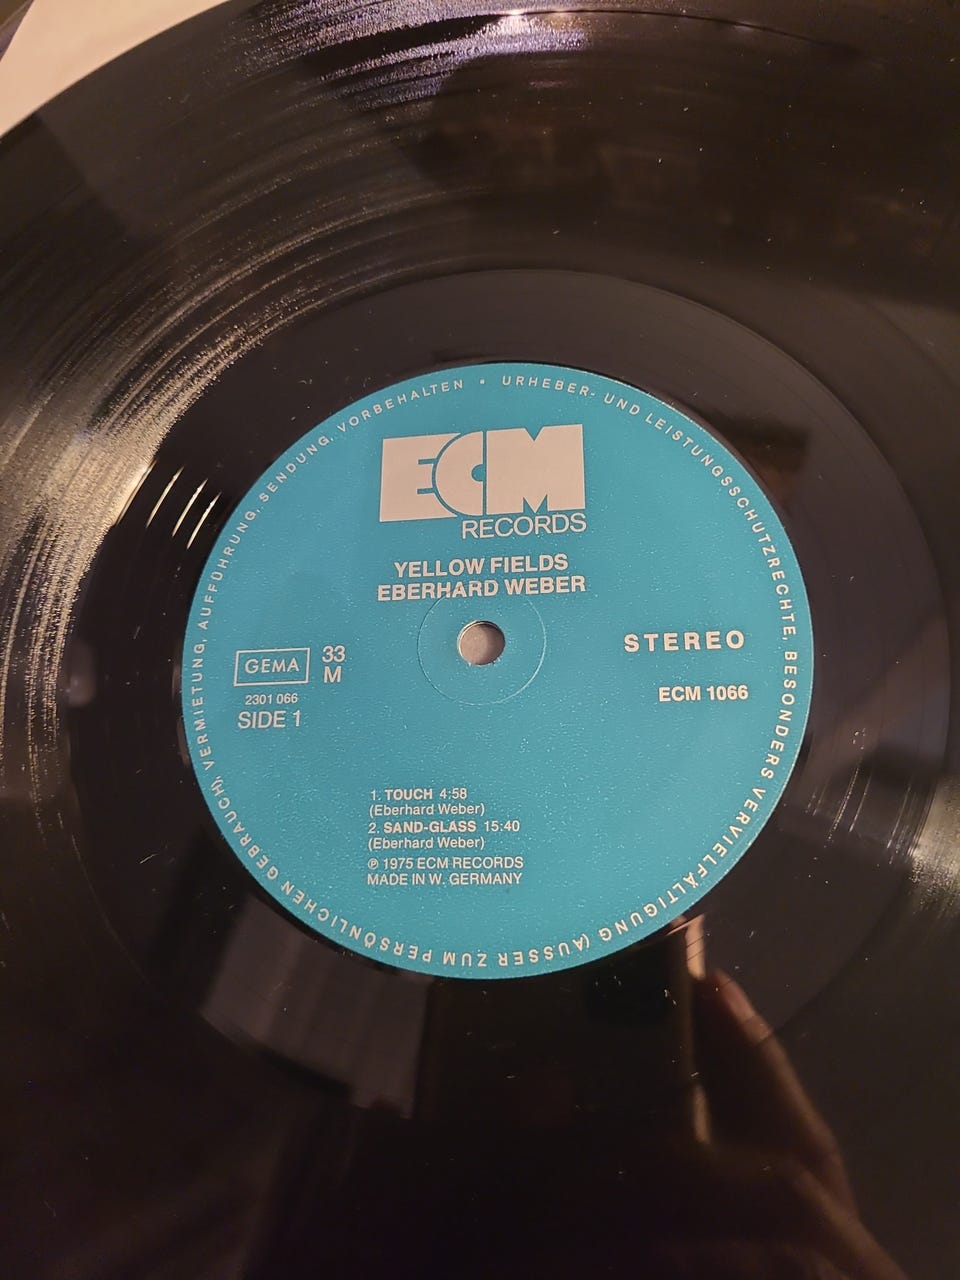 URHEBER- UND LEISTUNGSSCHUTZRECHTE, BESONDERS VERVIELFÄLTIGUNG (AUSSER ZUM PERSÖNLICHEN GEBRAUCH), VERMIETUNG, AUFFÜHRUNG, SENDUNG, VORBEHALTEN •
ECM
RECORDS
YELLOW FIELDS
EBERHARD WEBER
GEMA 33 STEREO
M
2301 066 ECM 1066
SIDE 1
1. TOUCH 4:58
(Eberhard Weber)
2. SAND-GLASS 15:40
(Eberhard Weber)
℗ 1975 ECM RECORDS
MADE IN W. GERMANY